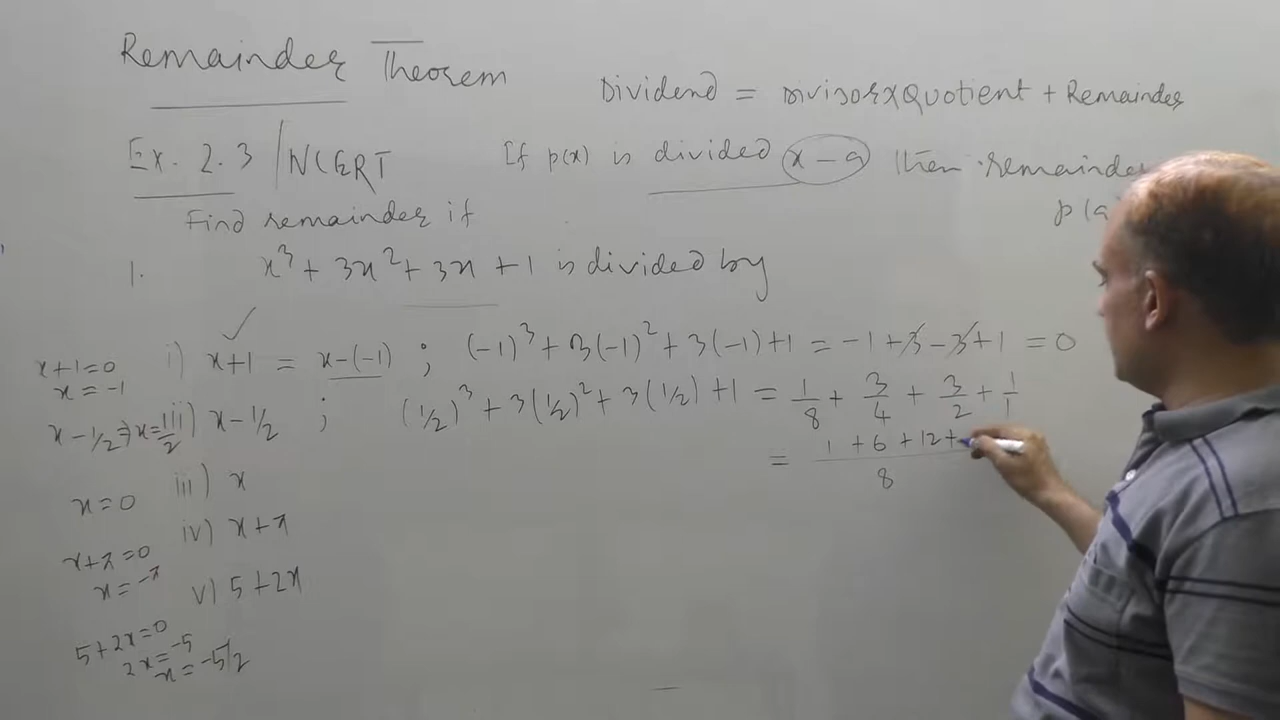 Remainder Theorem
Dividend = Divisor×Quotient + Remainder
Ex. 2.3 / NCERT
If p(x) is divided x-a then remainder
p(a
Find remainder if
1. x³ + 3x² + 3x + 1 is divided by
x+1=0
x=-1
i) x+1 = x-(-1) ; (-1)³ + 3(-1)² + 3(-1) + 1 = -1 + 3 - 3 + 1 = 0
x-1/2 ⇒ x=1/2
ii) x-1/2 ; (1/2)³ + 3(1/2)² + 3(1/2) + 1 = 1/8 + 3/4 + 3/2 + 1/1
= 1 + 6 + 12 + / 8
x=0
iii) x
x+π=0
x=-π
iv) x+π
v) 5+2x
5+2x=0
2x=-5
x=-5/2